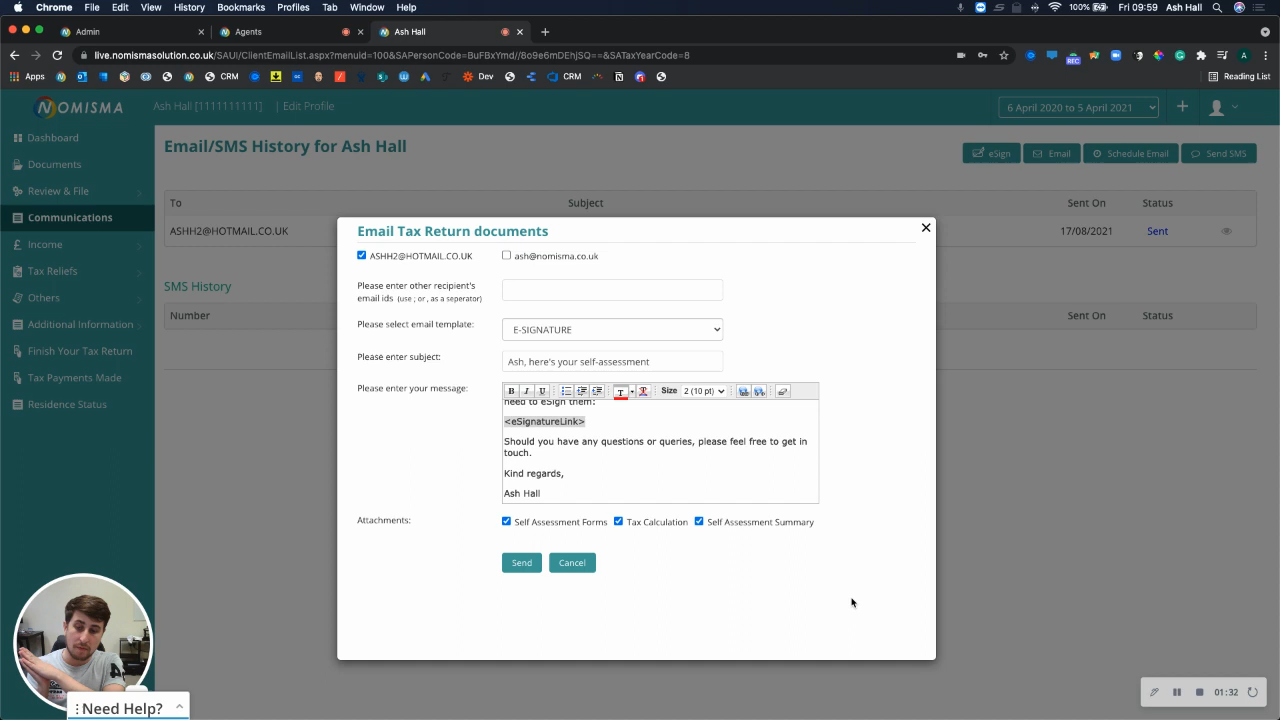 Chrome File Edit View History Bookmarks Profiles Tab Window Help 100% Fri 09:59 Ash Hall
Admin
Agents
Ash Hall
live.nomismasolution.co.uk/SAUI/ClientEmailList.aspx?menuid=100&SAPersonCode=BuFBxYmd//8o9e6mDEhjSQ==&SATaxYearCode=8
Apps CRM Dev CRM Reading List
NOMISMA
Ash Hall [1111111111] | Edit Profile
6 April 2020 to 5 April 2021
Dashboard
Documents
Review & File
Communications
Income
Tax Reliefs
Others
Additional Information
Finish Your Tax Return
Tax Payments Made
Residence Status
Email/SMS History for Ash Hall
eSign Email Schedule Email Send SMS
To Subject Sent On Status
ASHH2@HOTMAIL.CO.UK 17/08/2021 Sent
SMS History
Number Sent On Status
Email Tax Return documents
ASHH2@HOTMAIL.CO.UK ash@nomisma.co.uk
Please enter other recipient's
email ids (use ; or , as a seperator)
Please select email template: E-SIGNATURE
Please enter subject: Ash, here's your self-assessment
Please enter your message: B I U T Size 2 (10 pt)
need to eSign them:
<eSignatureLink>
Should you have any questions or queries, please feel free to get in
touch.
Kind regards,
Ash Hall
Attachments: Self Assessment Forms Tax Calculation Self Assessment Summary
Send Cancel
Need Help?
01:32